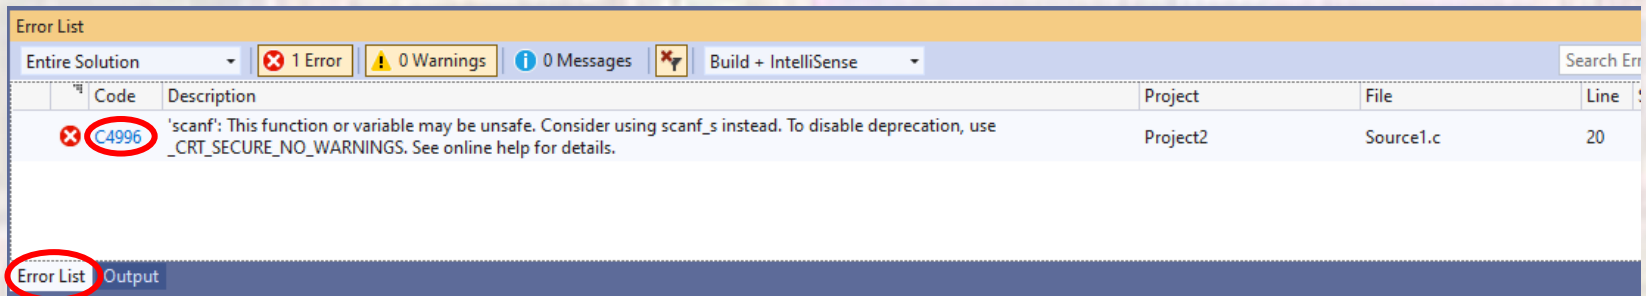 Error List
Entire Solution 1 Error 0 Warnings 0 Messages Build + IntelliSense Search Err
Code Description Project File Line
C4996 'scanf': This function or variable may be unsafe. Consider using scanf_s instead. To disable deprecation, use
_CRT_SECURE_NO_WARNINGS. See online help for details. Project2 Source1.c 20
Error List Output